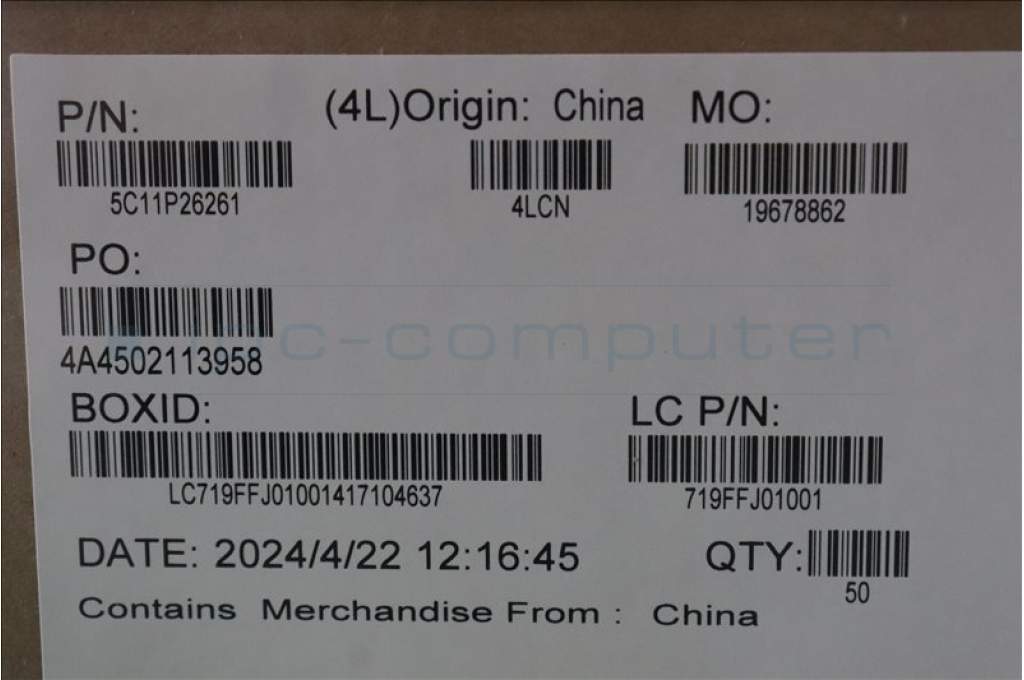 P/N: (4L)Origin: China MO:
5C11P26261 4LCN 19678862
PO:
4A4502113958
BOXID: LC P/N:
LC719FFJ01001417104637 719FFJ01001
DATE: 2024/4/22 12:16:45 QTY:
50
Contains Merchandise From : China